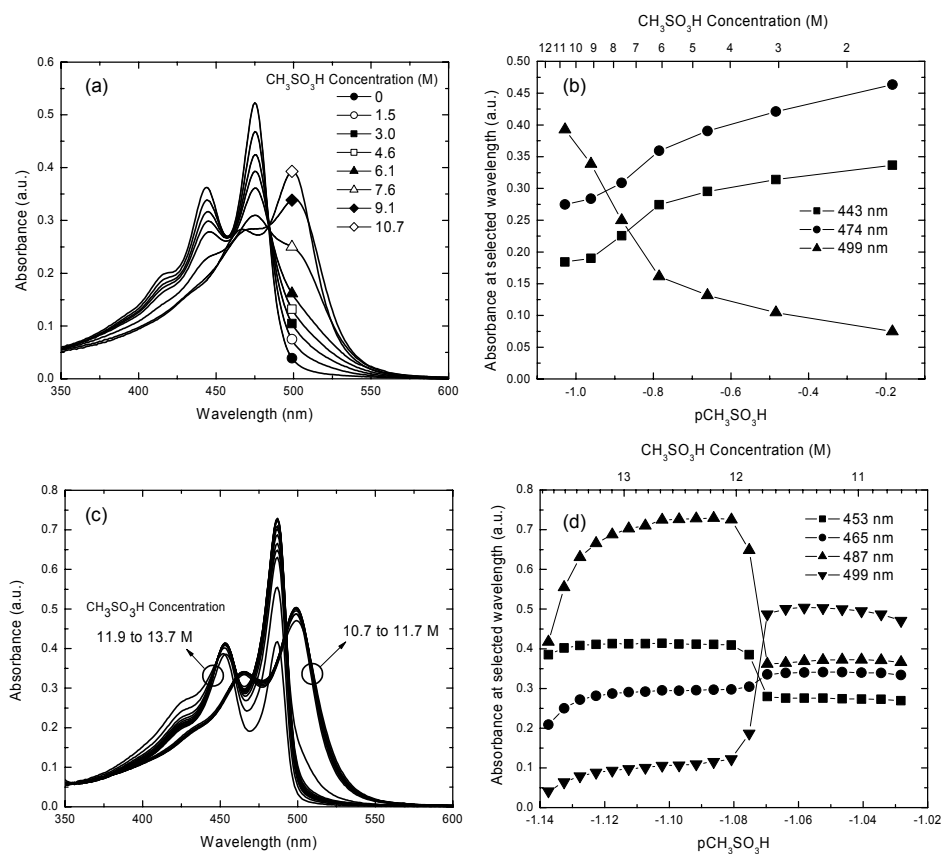 (a)
CH3SO3H Concentration (M)
0
1.5
3.0
4.6
6.1
7.6
9.1
10.7
Absorbance (a.u.)
0.6
0.5
0.4
0.3
0.2
0.1
0.0
350 400 450 500 550 600
Wavelength (nm)
CH3SO3H Concentration (M)
12 11 10 9 8 7 6 5 4 3 2
(b)
Absorbance at selected wavelength (a.u.)
0.50
0.45
0.40
0.35
0.30
0.25
0.20
0.15
0.10
0.05
0.00
443 nm
474 nm
499 nm
-1.0 -0.8 -0.6 -0.4 -0.2
pCH3SO3H
(c)
Absorbance (a.u.)
0.8
0.7
0.6
0.5
0.4
0.3
0.2
0.1
0.0
CH3SO3H Concentration
11.9 to 13.7 M
10.7 to 11.7 M
350 400 450 500 550 600
Wavelength (nm)
CH3SO3H Concentration (M)
13 12 11
(d)
Absorbance at selected wavelength (a.u.)
0.8
0.7
0.6
0.5
0.4
0.3
0.2
0.1
0.0
453 nm
465 nm
487 nm
499 nm
-1.14 -1.12 -1.10 -1.08 -1.06 -1.04 -1.02
pCH3SO3H